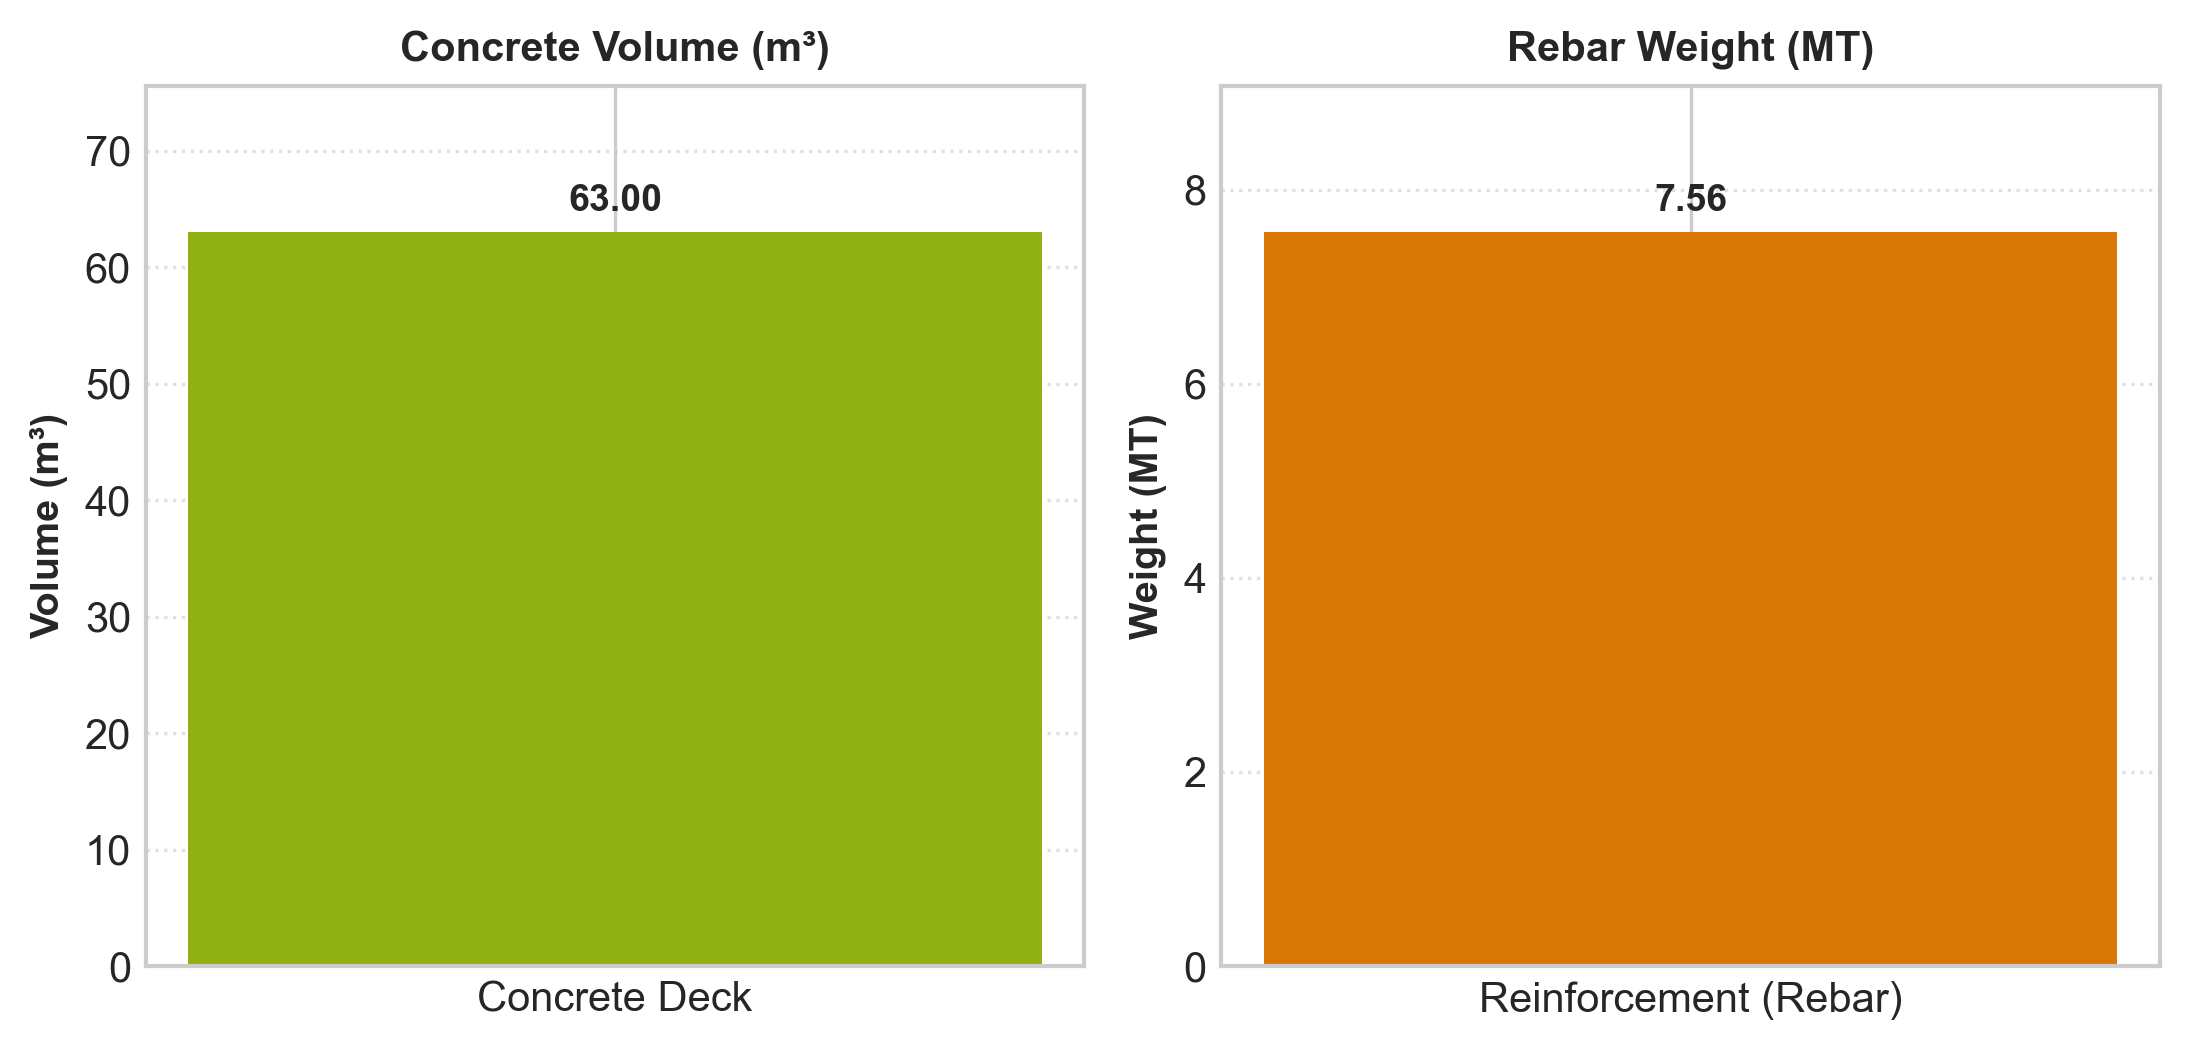 Concrete Volume (m³)
70
60
50
40
30
20
10
0
Volume (m³)
63.00
Concrete Deck
Rebar Weight (MT)
8
6
4
2
0
Weight (MT)
7.56
Reinforcement (Rebar)